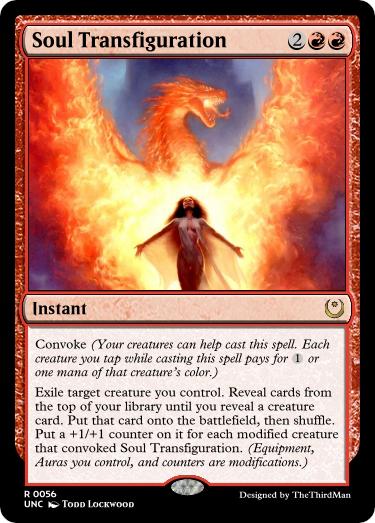 Soul Transfiguration 2
Instant
Convoke (Your creatures can help cast this spell. Each
creature you tap while casting this spell pays for 1 or
one mana of that creature's color.)
Exile target creature you control. Reveal cards from
the top of your library until you reveal a creature
card. Put that card onto the battlefield, then shuffle.
Put a +1/+1 counter on it for each modified creature
that convoked Soul Transfiguration. (Equipment,
Auras you control, and counters are modifications.)
R 0056
UNC Todd Lockwood
Designed by TheThirdMan